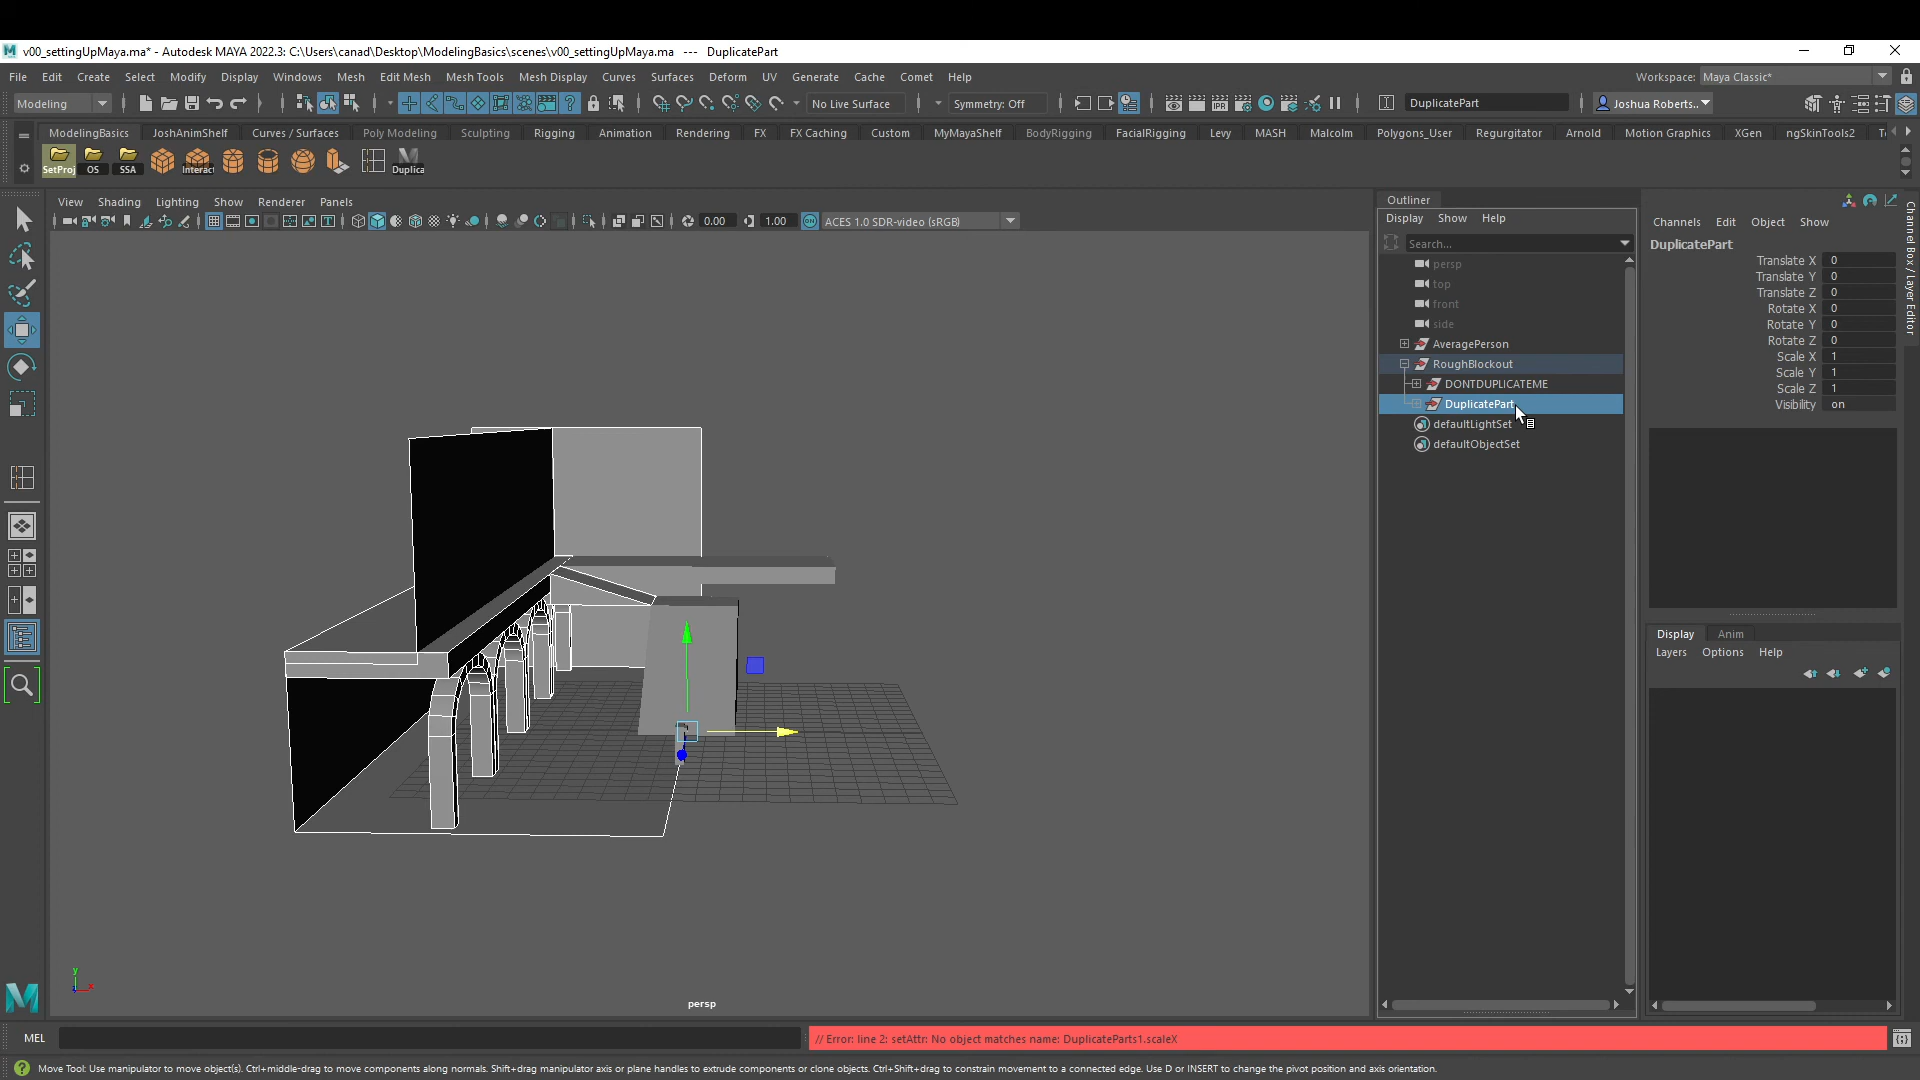 v00_settingUpMaya.ma* - Autodesk MAYA 2022.3: C:\Users\canad\Desktop\ModelingBasics\scenes\v00_settingUpMaya.ma --- DuplicatePart
File Edit Create Select Modify Display Windows Mesh Edit Mesh Mesh Tools Mesh Display Curves Surfaces Deform UV Generate Cache Comet Help
Workspace: Maya Classic*
Modeling
No Live Surface
Symmetry: Off
DuplicatePart
Joshua Roberts..
ModelingBasics JoshAnimShelf Curves / Surfaces Poly Modeling Sculpting Rigging Animation Rendering FX FX Caching Custom MyMayaShelf BodyRigging FacialRigging Levy MASH Malcolm Polygons_User Regurgitator Arnold Motion Graphics XGen ngSkinTools2
SetProj OS SSA Interact Duplica
View Shading Lighting Show Renderer Panels
0.00 1.00 ON ACES 1.0 SDR-video (sRGB)
y
x
persp
Outliner
Display Show Help
Search...
persp
top
front
side
AveragePerson
RoughBlockout
DONTDUPLICATEME
DuplicatePart
defaultLightSet
defaultObjectSet
Channels Edit Object Show
DuplicatePart
Translate X 0
Translate Y 0
Translate Z 0
Rotate X 0
Rotate Y 0
Rotate Z 0
Scale X 1
Scale Y 1
Scale Z 1
Visibility on
Channel Box / Layer Editor
Display Anim
Layers Options Help
MEL
// Error: line 2: setAttr: No object matches name: DuplicateParts1.scaleX
Move Tool: Use manipulator to move object(s). Ctrl+middle-drag to move components along normals. Shift+drag manipulator axis or plane handles to extrude components or clone objects. Ctrl+Shift+drag to constrain movement to a connected edge. Use D or INSERT to change the pivot position and axis orientation.